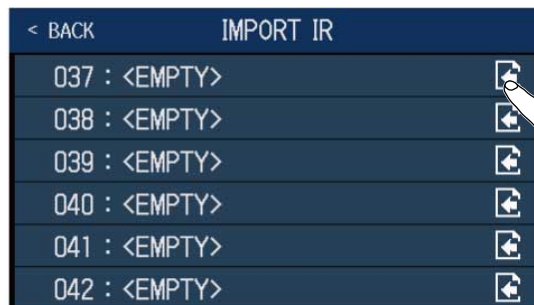 < BACK IMPORT IR
037 : <EMPTY>
038 : <EMPTY>
039 : <EMPTY>
040 : <EMPTY>
041 : <EMPTY>
042 : <EMPTY>